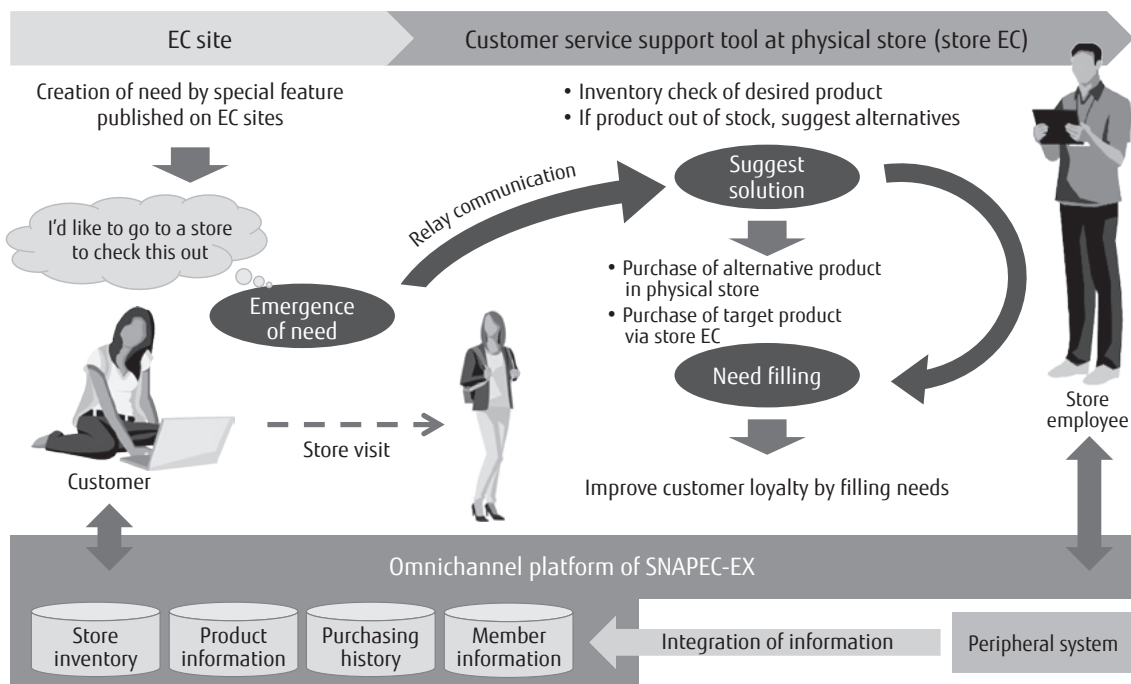 EC site
Customer service support tool at physical store (store EC)
Creation of need by special feature
published on EC sites
• Inventory check of desired product
• If product out of stock, suggest alternatives
I'd like to go to a store
to check this out
Relay communication
Suggest
solution
Emergence
of need
• Purchase of alternative product
in physical store
• Purchase of target product
via store EC
Need filling
Store
employee
Store visit
Customer
Improve customer loyalty by filling needs
Omnichannel platform of SNAPEC-EX
Store
inventory
Product
information
Purchasing
history
Member
information
Integration of information
Peripheral system